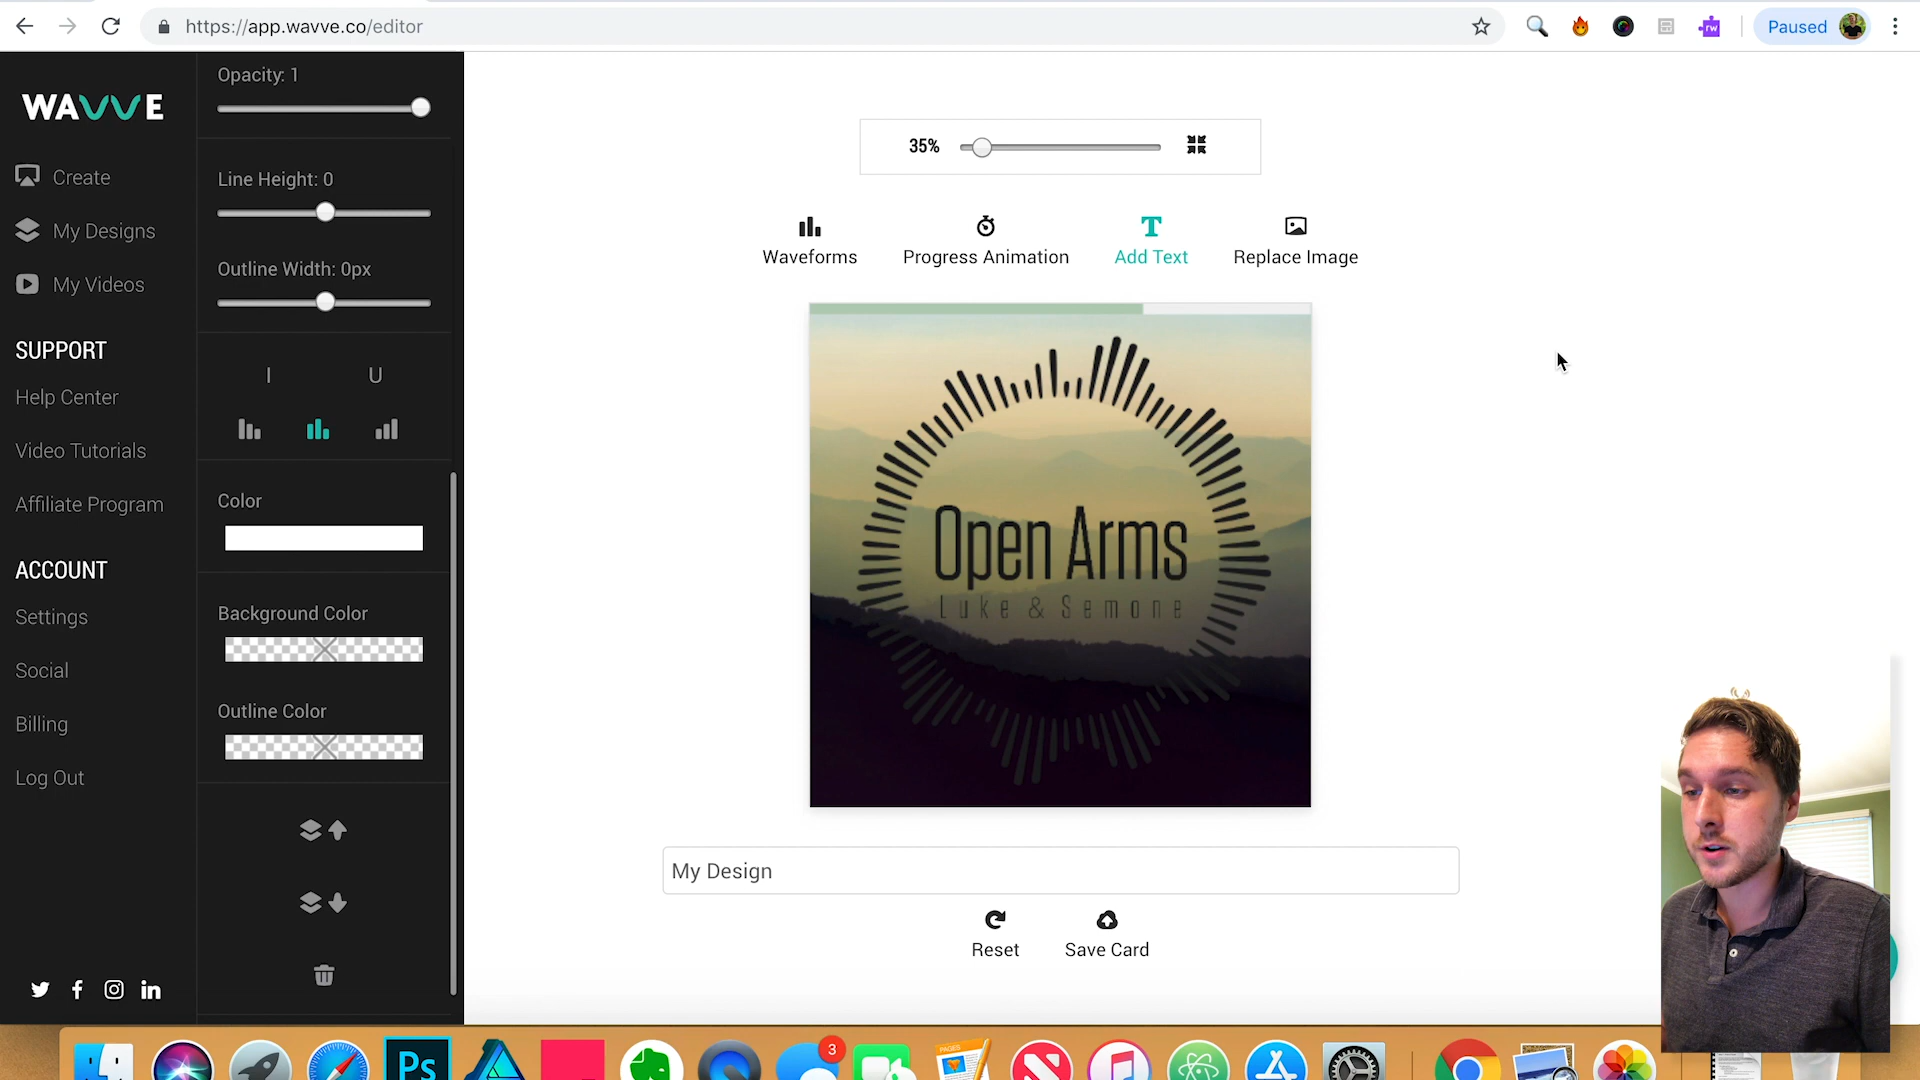 https://app.wavve.co/editor
Paused
WAVVE
Create
My Designs
My Videos
SUPPORT
Help Center
Video Tutorials
Affiliate Program
ACCOUNT
Settings
Social
Billing
Log Out
Opacity: 1
Line Height: 0
Outline Width: 0px
I U
Color
Background Color
Outline Color
35%
Waveforms
Progress Animation
Add Text
Replace Image
Open Arms
Luke & Semone
My Design
Reset
Save Card
rw
Ps
3
PAGES